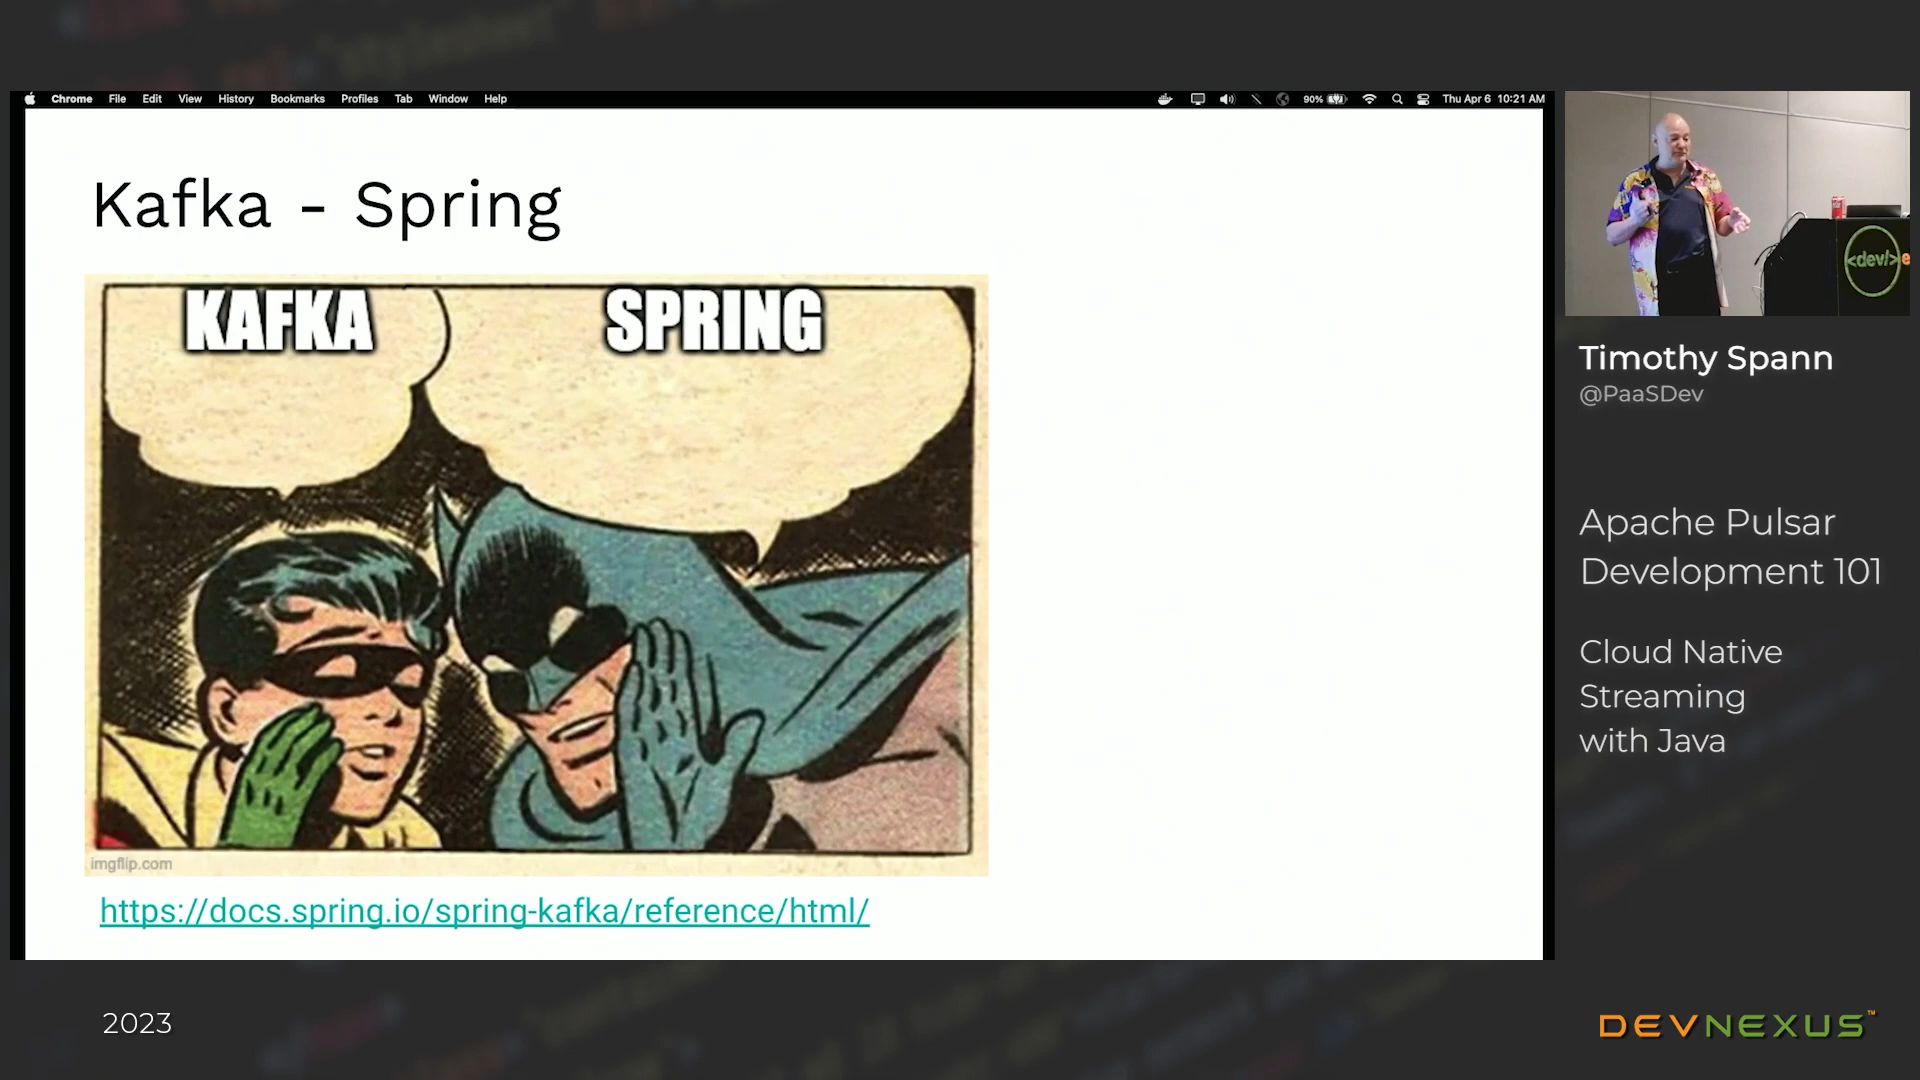 Chrome File Edit View History Bookmarks Profiles Tab Window Help 90% Thu Apr 6 10:21 AM
Kafka - Spring
KAFKA SPRING
imgflip.com
https://docs.spring.io/spring-kafka/reference/html/
<dev/>
Timothy Spann
@PaaSDev
Apache Pulsar
Development 101
Cloud Native
Streaming
with Java
2023
DEVNEXUS™